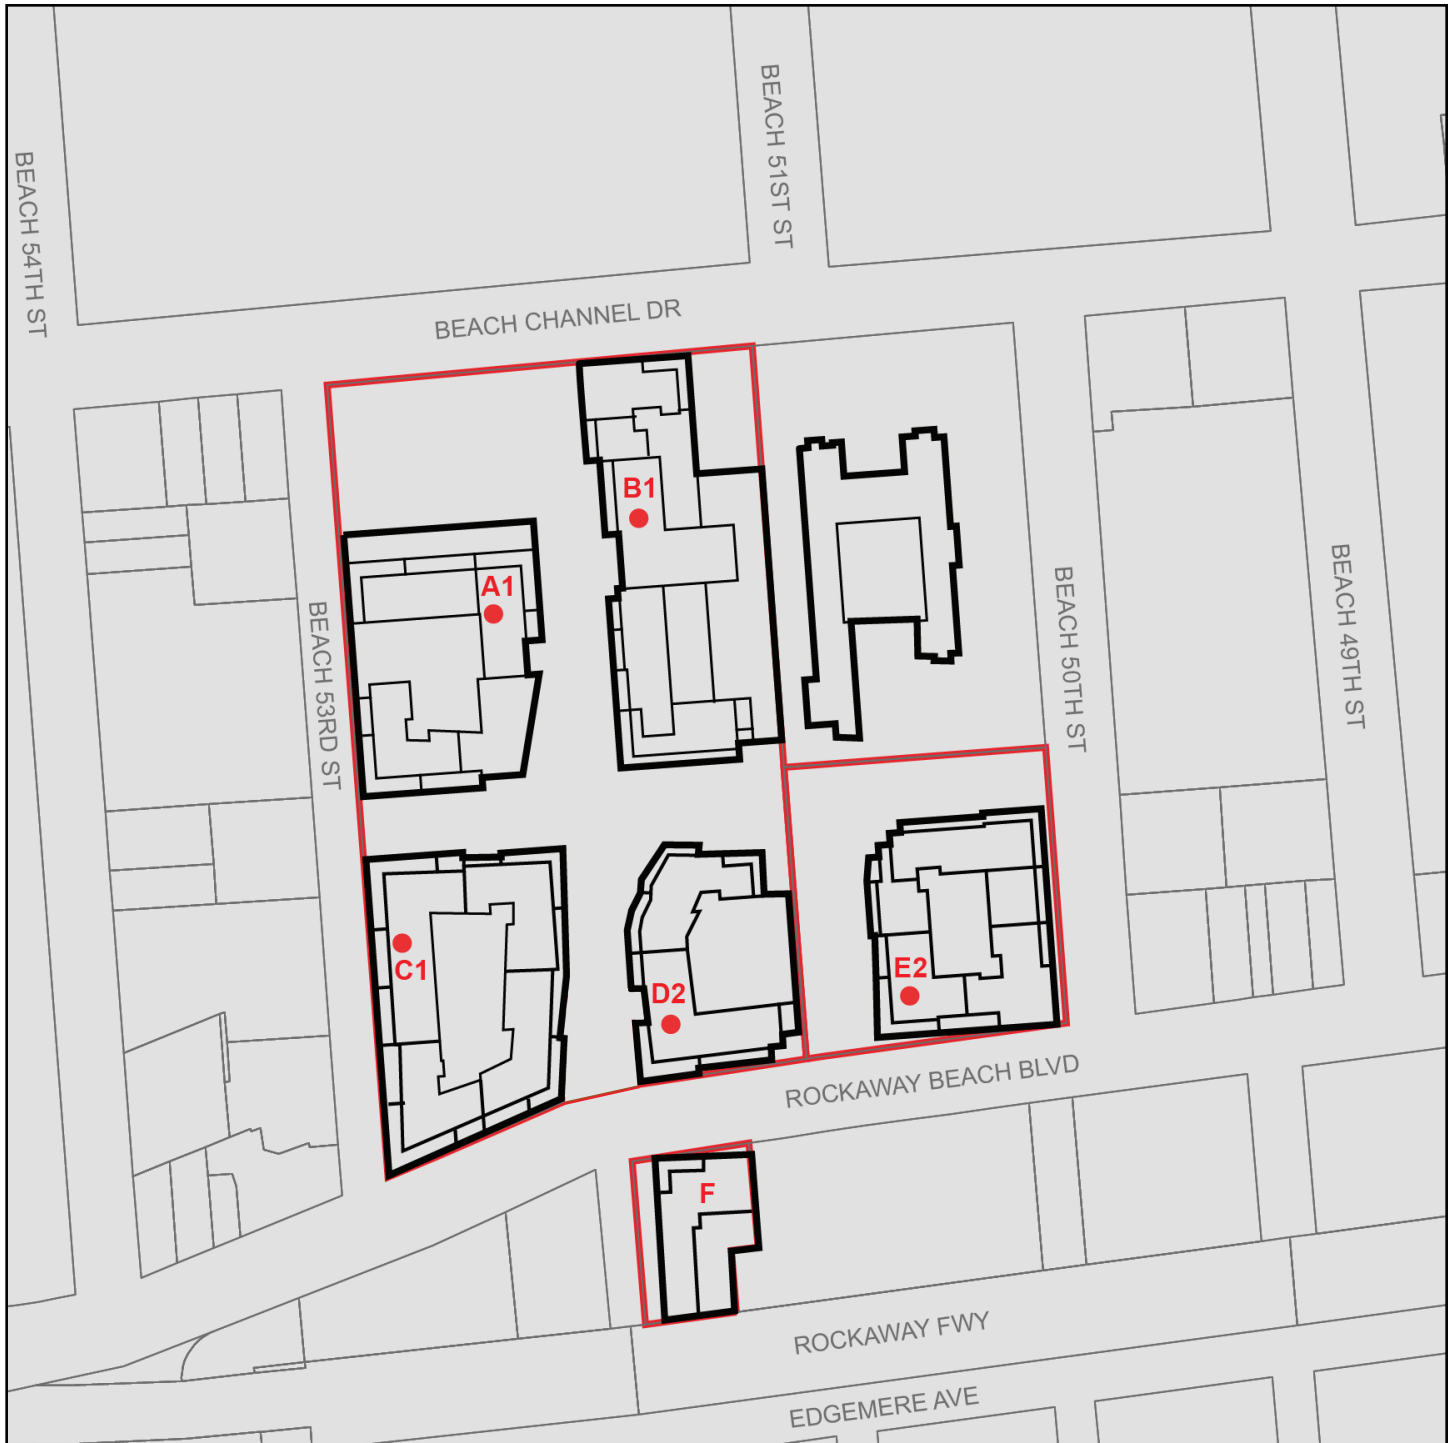 BEACH 51ST ST
BEACH 54TH ST
BEACH CHANNEL DR
B1
A1
BEACH 53RD ST
BEACH 50TH ST
BEACH 49TH ST
C1
D2
E2
ROCKAWAY BEACH BLVD
F
ROCKAWAY FWY
EDGEMERE AVE